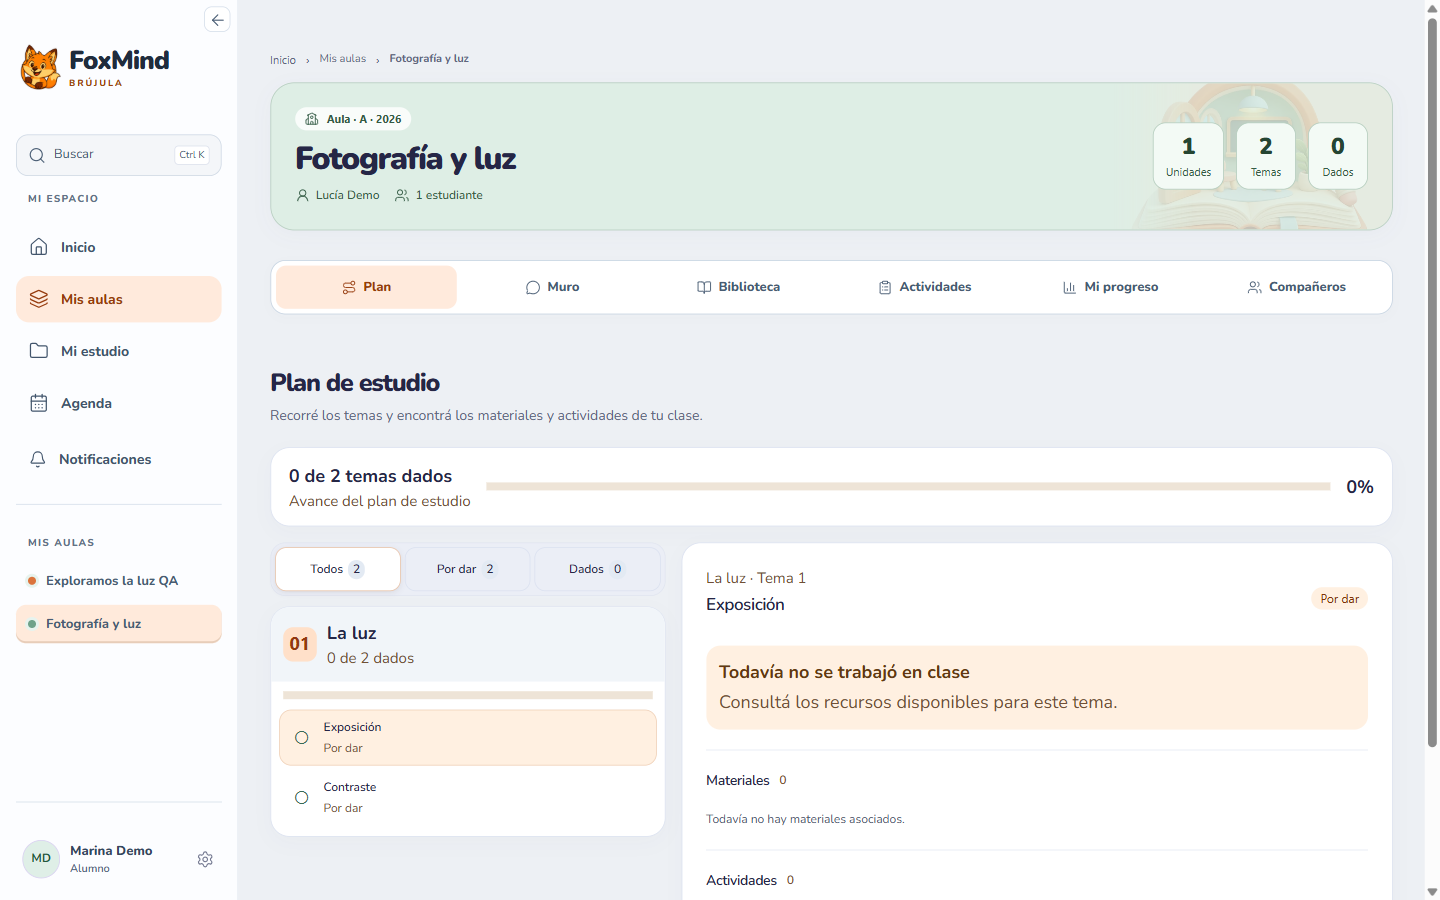 FoxMind
BRÚJULA
Buscar
Ctrl K
MI ESPACIO
Inicio
Mis aulas
Mi estudio
Agenda
Notificaciones
MIS AULAS
Exploramos la luz QA
Fotografía y luz
MD
Marina Demo
Alumno
Inicio › Mis aulas › Fotografía y luz
Aula · A · 2026
Fotografía y luz
Lucía Demo 1 estudiante
1
Unidades
2
Temas
0
Dados
Plan
Muro
Biblioteca
Actividades
Mi progreso
Compañeros
Plan de estudio
Recorré los temas y encontrá los materiales y actividades de tu clase.
0 de 2 temas dados
Avance del plan de estudio
0%
Todos 2
Por dar 2
Dados 0
01
La luz
0 de 2 dados
Exposición
Por dar
Contraste
Por dar
La luz · Tema 1
Exposición
Por dar
Todavía no se trabajó en clase
Consultá los recursos disponibles para este tema.
Materiales 0
Todavía no hay materiales asociados.
Actividades 0